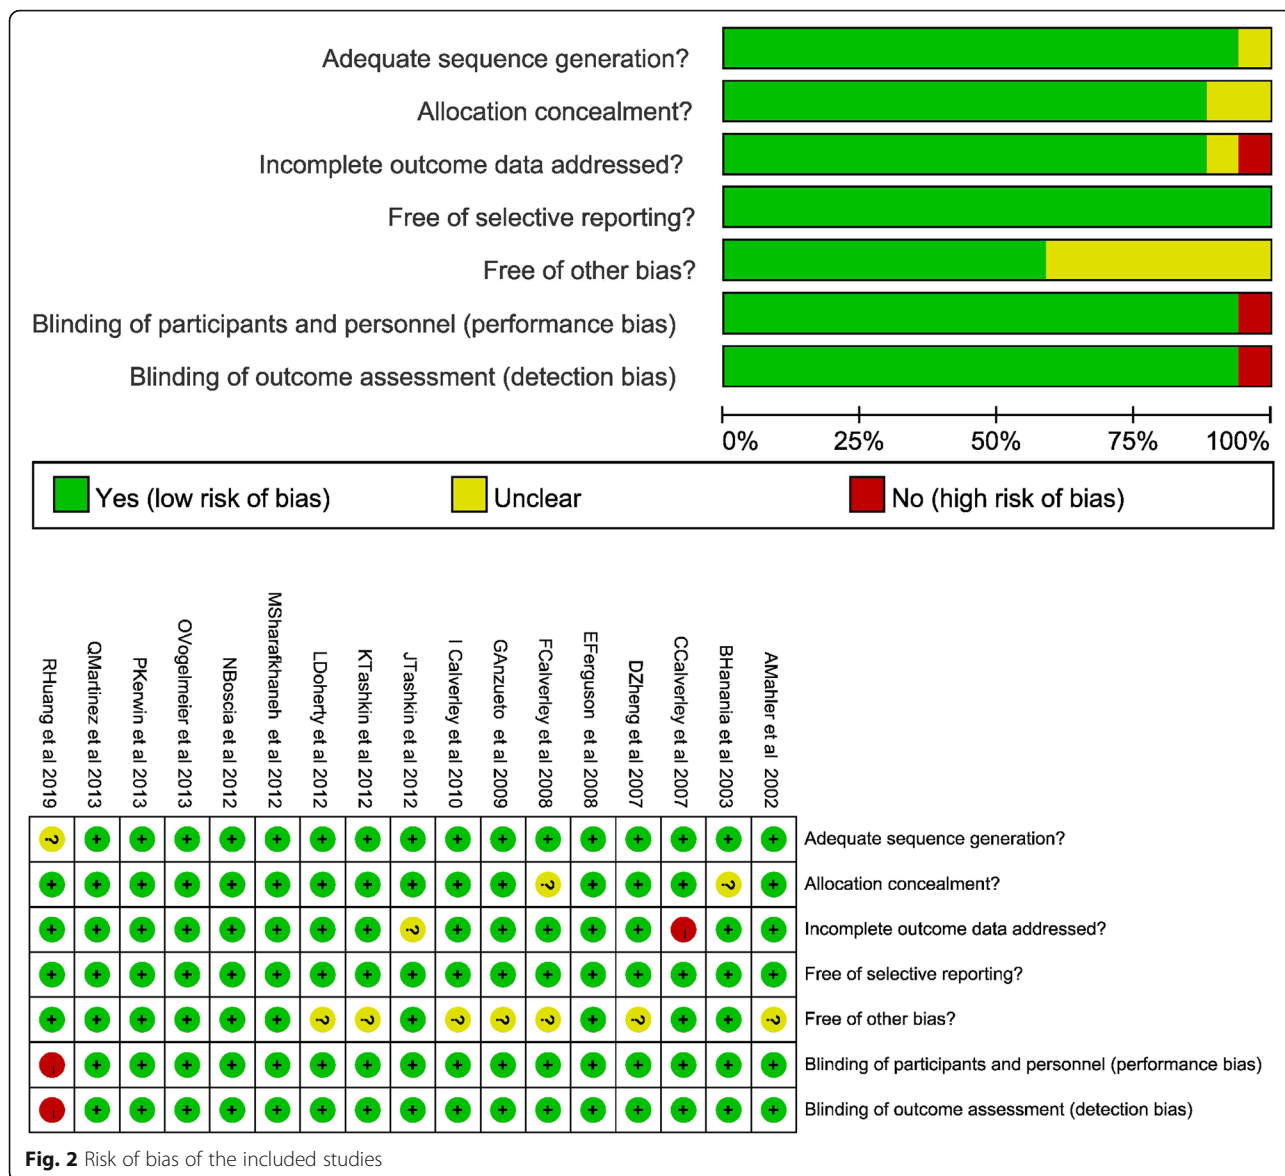 Adequate sequence generation?
Allocation concealment?
Incomplete outcome data addressed?
Free of selective reporting?
Free of other bias?
Blinding of participants and personnel (performance bias)
Blinding of outcome assessment (detection bias)
0% 25% 50% 75% 100%
Yes (low risk of bias) Unclear No (high risk of bias)
RHuang et al 2019
QMartinez et al 2013
PKerwin et al 2013
OVogelmeier et al 2013
NBoscia et al 2012
MSharafkhaneh et al 2012
LDoherty et al 2012
KTashkin et al 2012
JTashkin et al 2012
I Calverley et al 2010
GAnzueto et al 2009
FCalverley et al 2008
EFerguson et al 2008
DZheng et al 2007
CCalverley et al 2007
BHanania et al 2003
AMahler et al 2002
? + + + + + + + + + + + + + + + + Adequate sequence generation?
+ + + + + + + + + + + ? + + + ? + Allocation concealment?
+ + + + + + + + ? + + + + + – + + Incomplete outcome data addressed?
+ + + + + + + + + + + + + + + + + Free of selective reporting?
+ + + + + + ? ? + ? ? ? + ? + + ? Free of other bias?
– + + + + + + + + + + + + + + + + Blinding of participants and personnel (performance bias)
– + + + + + + + + + + + + + + + + Blinding of outcome assessment (detection bias)
Fig. 2 Risk of bias of the included studies